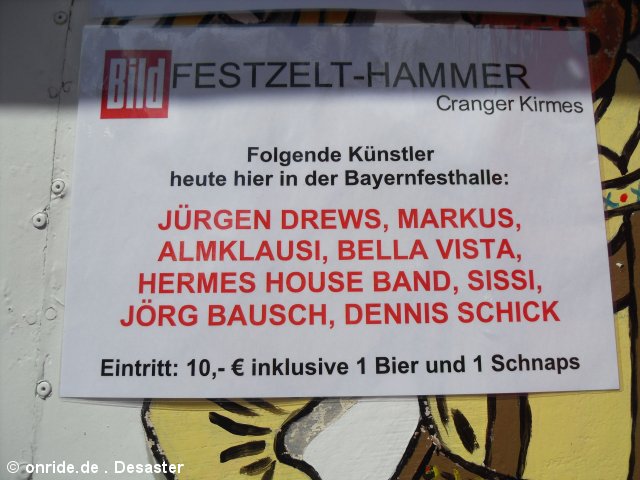 Bild FESTZELT-HAMMER
Cranger Kirmes
Folgende Künstler
heute hier in der Bayernfesthalle:
JÜRGEN DREWS, MARKUS,
ALMKLAUSI, BELLA VISTA,
HERMES HOUSE BAND, SISSI,
JÖRG BAUSCH, DENNIS SCHICK
Eintritt: 10,- € inklusive 1 Bier und 1 Schnaps
© onride.de . Desaster